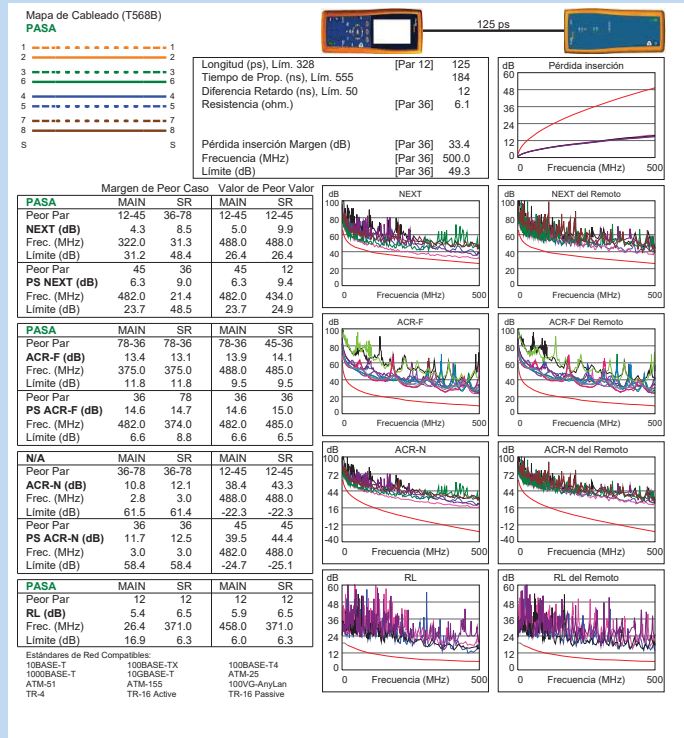 Mapa de Cableado (T568B)
PASA
1 1
2 2
3 3
6 6
4 4
5 5
7 7
8 8
S S
125 ps
Longitud (ps), Lím. 328 [Par 12] 125
Tiempo de Prop. (ns), Lím. 555 184
Diferencia Retardo (ns), Lím. 50 12
Resistencia (ohm.) [Par 36] 6.1
Pérdida inserción Margen (dB) [Par 36] 33.4
Frecuencia (MHz) [Par 36] 500.0
Límite (dB) [Par 36] 49.3
dB Pérdida inserción
60
48
36
24
12
0
0 Frecuencia (MHz) 500
Margen de Peor Caso Valor de Peor Valor
PASA MAIN SR MAIN SR
Peor Par 12-45 36-78 12-45 12-45
NEXT (dB) 4.3 8.5 5.0 9.9
Frec. (MHz) 322.0 31.3 488.0 488.0
Límite (dB) 31.2 48.4 26.4 26.4
Peor Par 45 36 45 12
PS NEXT (dB) 6.3 9.0 6.3 9.4
Frec. (MHz) 482.0 21.4 482.0 434.0
Límite (dB) 23.7 48.5 23.7 24.9
dB NEXT
100
80
60
40
20
0
0 Frecuencia (MHz) 500
dB NEXT del Remoto
100
80
60
40
20
0
0 Frecuencia (MHz) 500
PASA MAIN SR MAIN SR
Peor Par 78-36 78-36 78-36 45-36
ACR-F (dB) 13.4 13.1 13.9 14.1
Frec. (MHz) 375.0 375.0 488.0 485.0
Límite (dB) 11.8 11.8 9.5 9.5
Peor Par 36 78 36 36
PS ACR-F (dB) 14.6 14.7 14.6 15.0
Frec. (MHz) 482.0 374.0 482.0 485.0
Límite (dB) 6.6 8.8 6.6 6.5
dB ACR-F
100
80
60
40
20
0
0 Frecuencia (MHz) 500
dB ACR-F Del Remoto
100
80
60
40
20
0
0 Frecuencia (MHz) 500
N/A MAIN SR MAIN SR
Peor Par 36-78 36-78 12-45 12-45
ACR-N (dB) 10.8 12.1 38.4 43.3
Frec. (MHz) 2.8 3.0 488.0 488.0
Límite (dB) 61.5 61.4 -22.3 -22.3
Peor Par 36 36 45 45
PS ACR-N (dB) 11.7 12.5 39.5 44.4
Frec. (MHz) 3.0 3.0 482.0 488.0
Límite (dB) 58.4 58.4 -24.7 -25.1
dB ACR-N
100
72
44
16
-12
-40
0 Frecuencia (MHz) 500
dB ACR-N del Remoto
100
72
44
16
-12
-40
0 Frecuencia (MHz) 500
PASA MAIN SR MAIN SR
Peor Par 12 12 12 12
RL (dB) 5.4 6.5 5.9 6.5
Frec. (MHz) 26.4 371.0 458.0 371.0
Límite (dB) 16.9 6.3 6.0 6.3
dB RL
60
48
36
24
12
0
0 Frecuencia (MHz) 500
dB RL del Remoto
60
48
36
24
12
0
0 Frecuencia (MHz) 500
Estándares de Red Compatibles:
10BASE-T 100BASE-TX 100BASE-T4
1000BASE-T 10GBASE-T ATM-25
ATM-51 ATM-155 100VG-AnyLan
TR-4 TR-16 Active TR-16 Passive